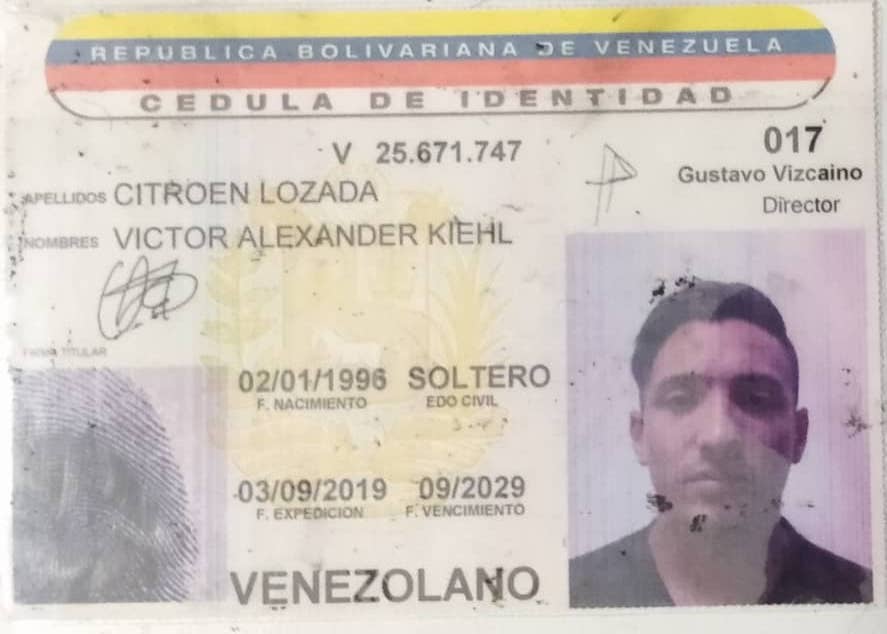 REPUBLICA BOLIVARIANA DE VENEZUELA
CEDULA DE IDENTIDAD
V 25.671.747
017
Gustavo Vizcaino
Director
APELLIDOS CITROEN LOZADA
NOMBRES VICTOR ALEXANDER KIEHL
FIRMA TITULAR
02/01/1996 SOLTERO
F. NACIMIENTO EDO CIVIL
03/09/2019 09/2029
F. EXPEDICION F. VENCIMIENTO
VENEZOLANO